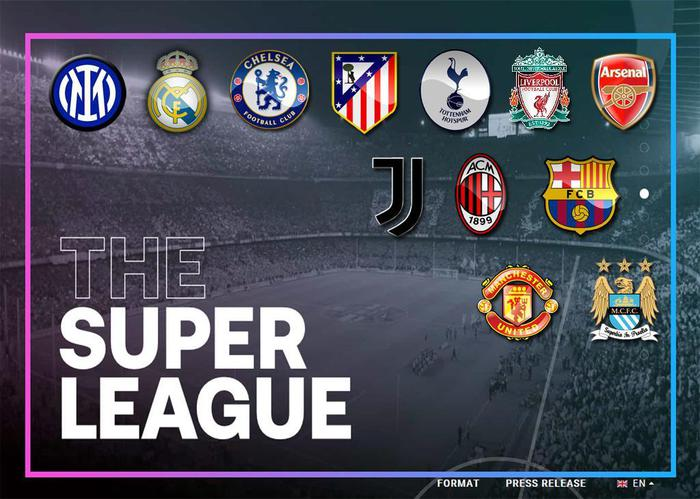 CHELSEA
FOOTBALL CLUB
TOTTENHAM
HOTSPUR
LIVERPOOL
FOOTBALL CLUB
Arsenal
ACM
1899
FCB
MANCHESTER
UNITED
M.C.F.C.
THE
SUPER
LEAGUE
FORMAT PRESS RELEASE EN